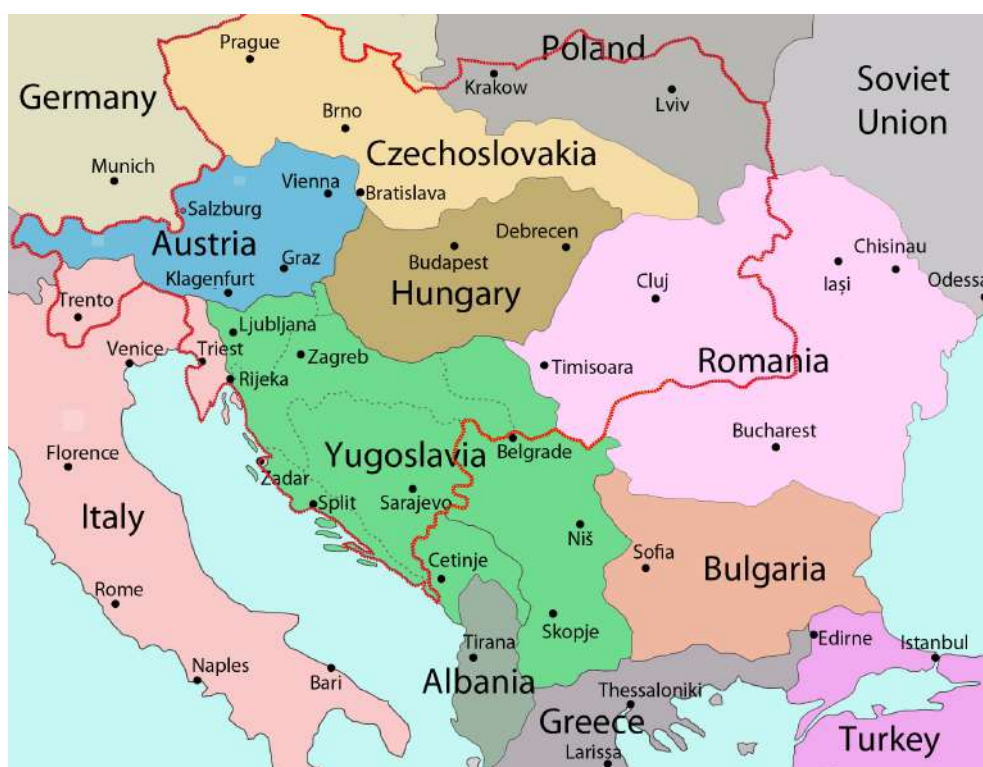 Prague
Poland
Krakow
Germany
Lviv
Soviet
Union
Brno
Czechoslovakia
Munich
Vienna
Bratislava
Salzburg
Austria
Debrecen
Budapest
Chisinau
Graz
Klagenfurt
Hungary
Cluj
Iași
Odessa
Trento
Ljubljana
Venice
Triest
Zagreb
Romania
Timisoara
Rijeka
Bucharest
Florence
Yugoslavia
Belgrade
Zadar
Italy
Split
Sarajevo
Niš
Sofia
Bulgaria
Cetinje
Rome
Skopje
Edirne
Istanbul
Tirana
Naples
Bari
Albania
Thessaloniki
Greece
Turkey
Larissa